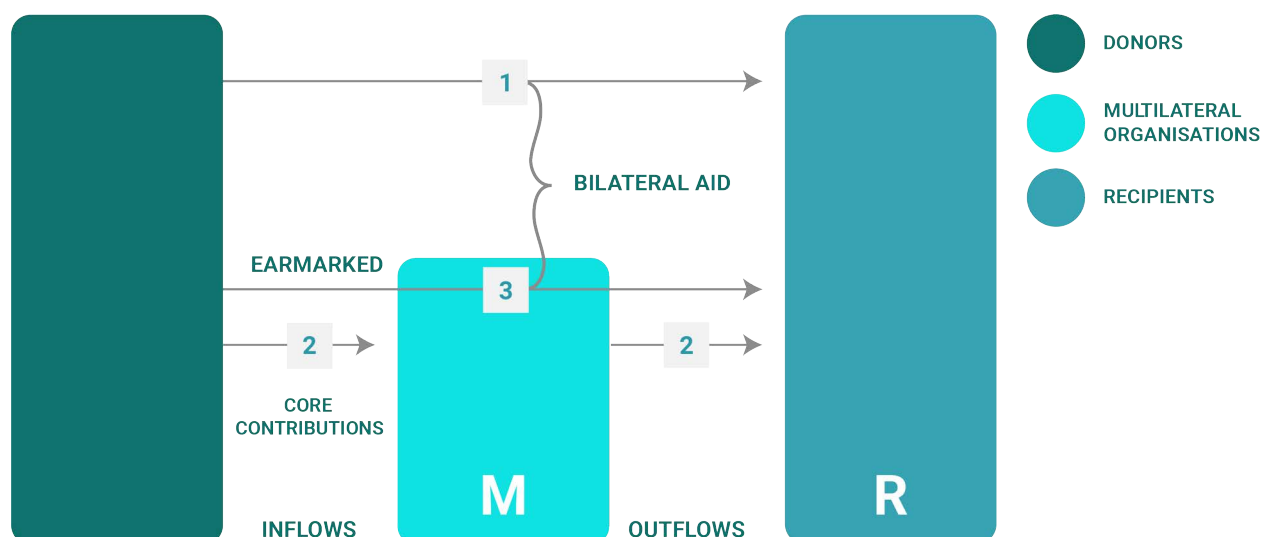 DONORS
1
MULTILATERAL
ORGANISATIONS
BILATERAL AID
RECIPIENTS
EARMARKED
3
2
2
CORE
CONTRIBUTIONS
M
R
INFLOWS
OUTFLOWS